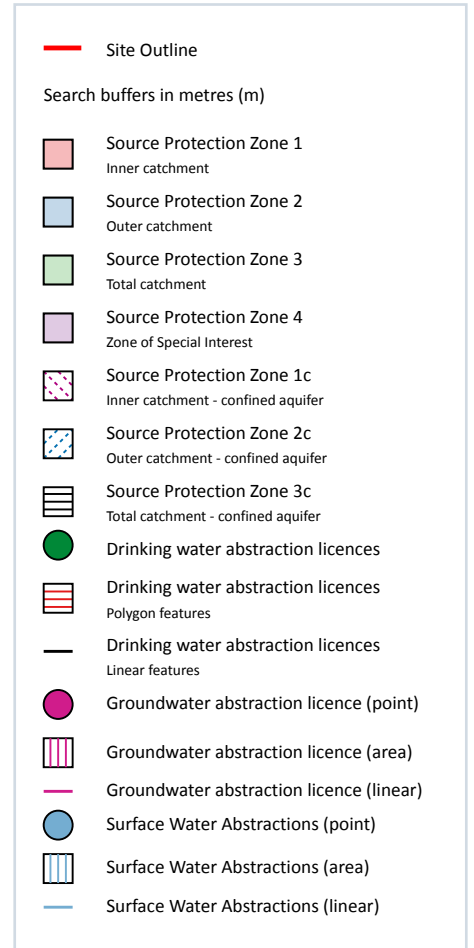 Site Outline
Search buffers in metres (m)
Source Protection Zone 1
Inner catchment
Source Protection Zone 2
Outer catchment
Source Protection Zone 3
Total catchment
Source Protection Zone 4
Zone of Special Interest
Source Protection Zone 1c
Inner catchment - confined aquifer
Source Protection Zone 2c
Outer catchment - confined aquifer
Source Protection Zone 3c
Total catchment - confined aquifer
Drinking water abstraction licences
Drinking water abstraction licences
Polygon features
Drinking water abstraction licences
Linear features
Groundwater abstraction licence (point)
Groundwater abstraction licence (area)
Groundwater abstraction licence (linear)
Surface Water Abstractions (point)
Surface Water Abstractions (area)
Surface Water Abstractions (linear)